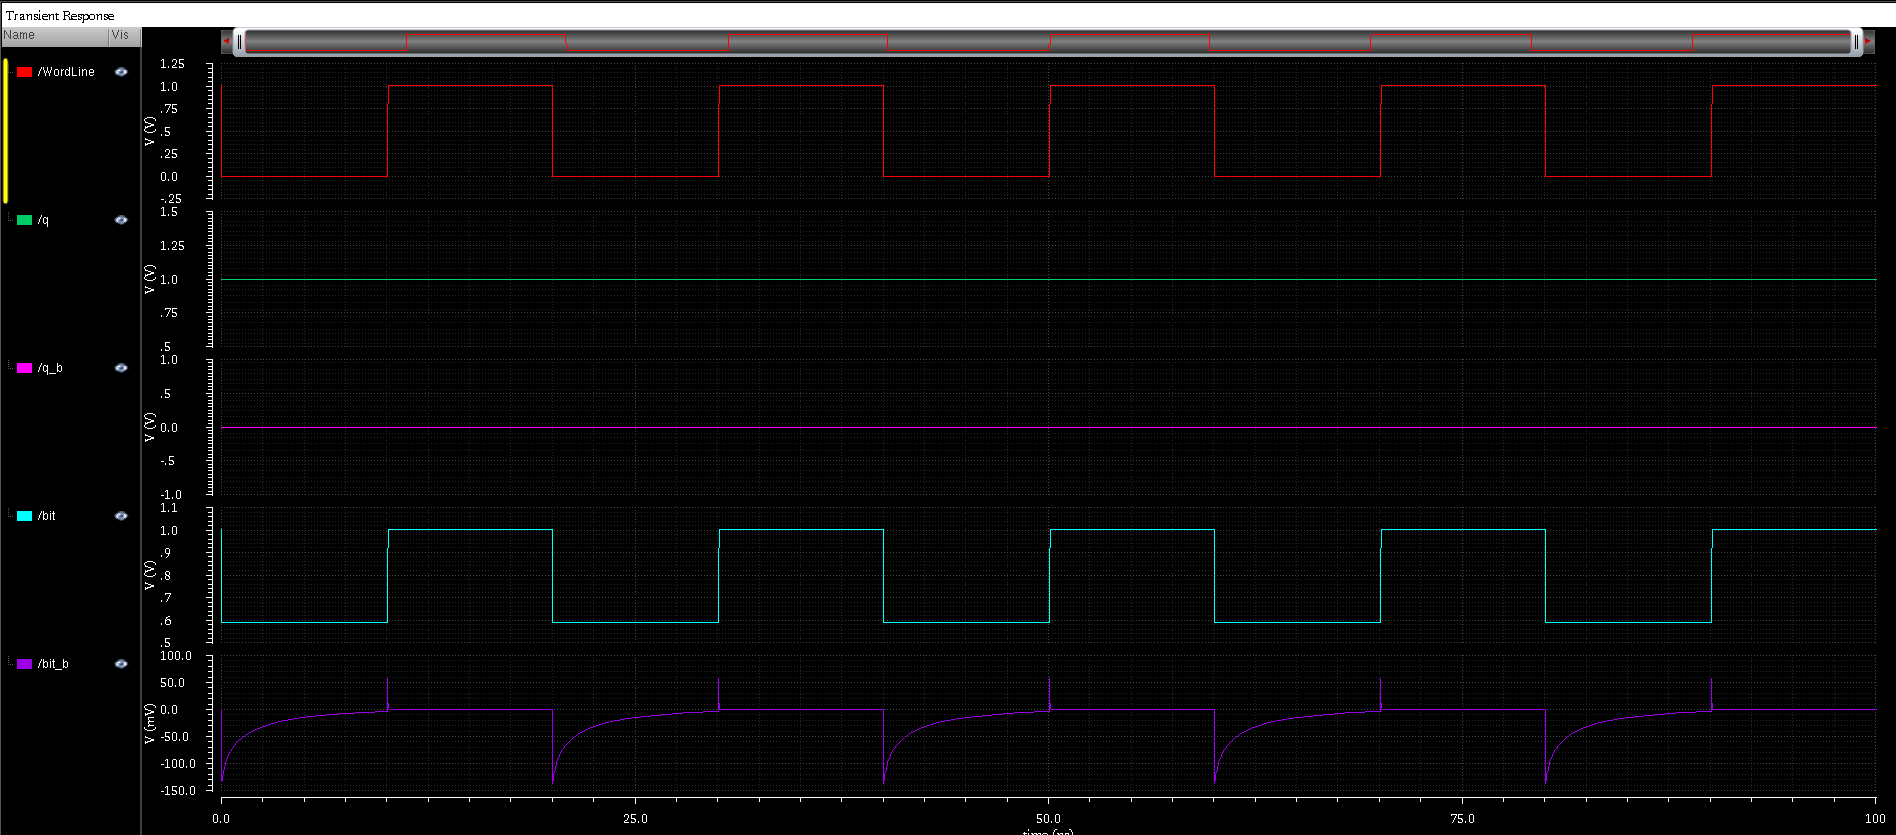 Transient Response
Name Vis
/WordLine
1.25
1.0
.75
.5
.25
0.0
-.25
V (V)
/q
1.5
1.25
1.0
.75
.5
V (V)
/q_b
1.0
.5
0.0
-.5
-1.0
V (V)
/bit
1.1
1.0
.9
.8
.7
.6
.5
V (V)
/bit_b
100.0
50.0
0.0
-50.0
-100.0
-150.0
V (mV)
0.0 25.0 50.0 75.0 100
time (ns)